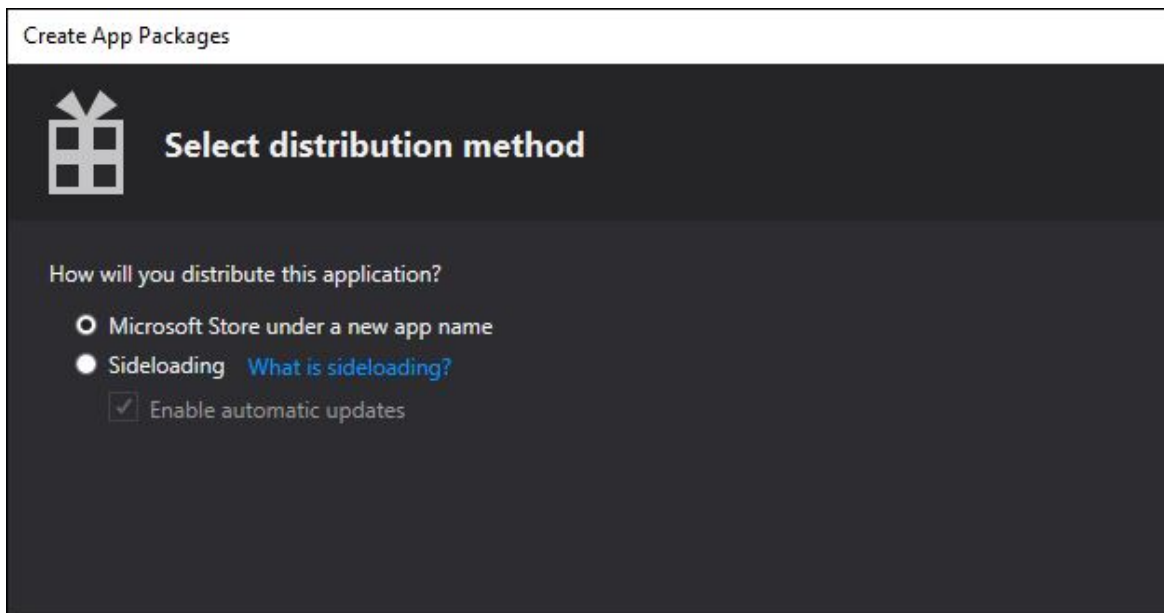 Create App Packages
Select distribution method
How will you distribute this application?
Microsoft Store under a new app name
Sideloading What is sideloading?
Enable automatic updates